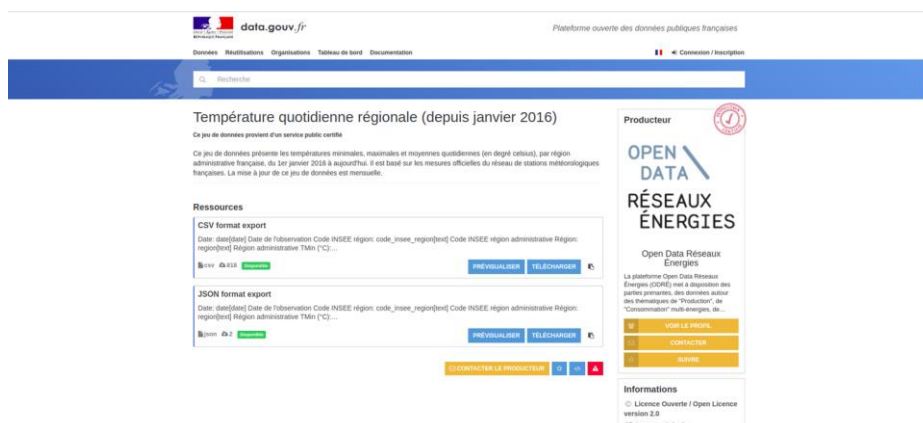 data.gouv.fr
Plateforme ouverte des données publiques françaises
Données Réutilisations Organisations Tableau de bord Documentation
Connexion / Inscription
Recherche
Température quotidienne régionale (depuis janvier 2016)
Ce jeu de données provient d'un service public certifié
Ce jeu de données présente les températures minimales, maximales et moyennes quotidiennes (en degré celsius), par région
administrative française, du 1er janvier 2016 à aujourd'hui. Il est basé sur les mesures officielles du réseau de stations météorologiques
françaises. La mise à jour de ce jeu de données est mensuelle.
Ressources
CSV format export
Date: date[date] Date de l'observation Code INSEE région: code_insee_region[text] Code INSEE région administrative Région:
region[text] Région administrative TMin (°C):…
csv 818 Disponible
PRÉVISUALISER TÉLÉCHARGER
JSON format export
Date: date[date] Date de l'observation Code INSEE région: code_insee_region[text] Code INSEE région administrative Région:
region[text] Région administrative TMin (°C):…
json 2 Disponible
PRÉVISUALISER TÉLÉCHARGER
CONTACTER LE PRODUCTEUR
Producteur
OPEN
DATA
RÉSEAUX
ÉNERGIES
Open Data Réseaux
Énergies
La plateforme Open Data Réseaux
Énergies (ODRÉ) met à disposition des
parties prenantes, des données autour
des thématiques de "Production", de
"Consommation" multi-énergies, de…
VOIR LE PROFIL
CONTACTER
SUIVRE
Informations
Licence Ouverte / Open Licence
version 2.0